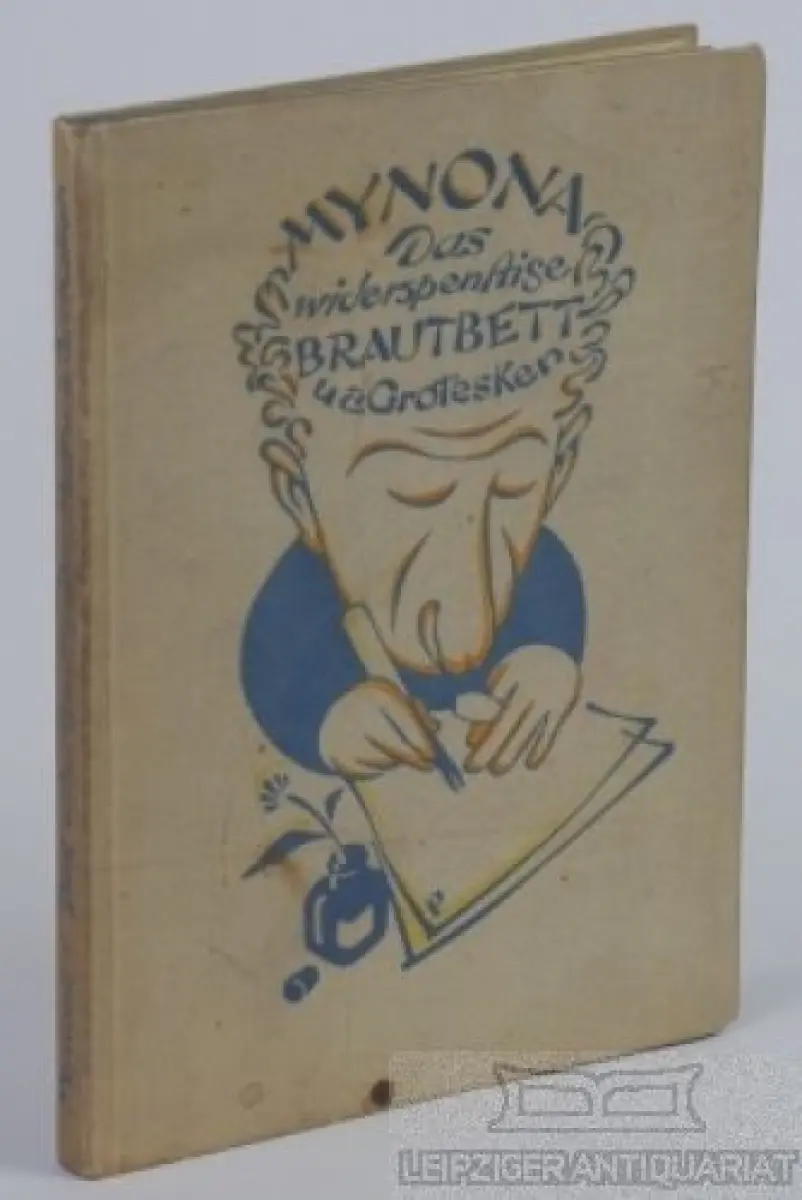 MYNONA
Das
widerspenstige
BRAUTBETT
u a Grotesken
P
LEIPZIGER ANTIQUARIAT